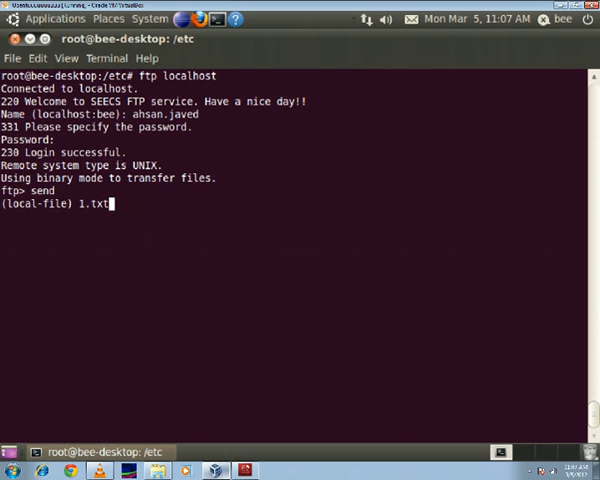 Applications Places System
Mon Mar 5, 11:07 AM bee
root@bee-desktop: /etc
File Edit View Terminal Help
root@bee-desktop:/etc# ftp localhost
Connected to localhost.
220 Welcome to SEECS FTP service. Have a nice day!!
Name (localhost:bee): ahsan.javed
331 Please specify the password.
Password:
230 Login successful.
Remote system type is UNIX.
Using binary mode to transfer files.
ftp> send
(local-file) 1.txt
root@bee-desktop: /etc
11:07 AM